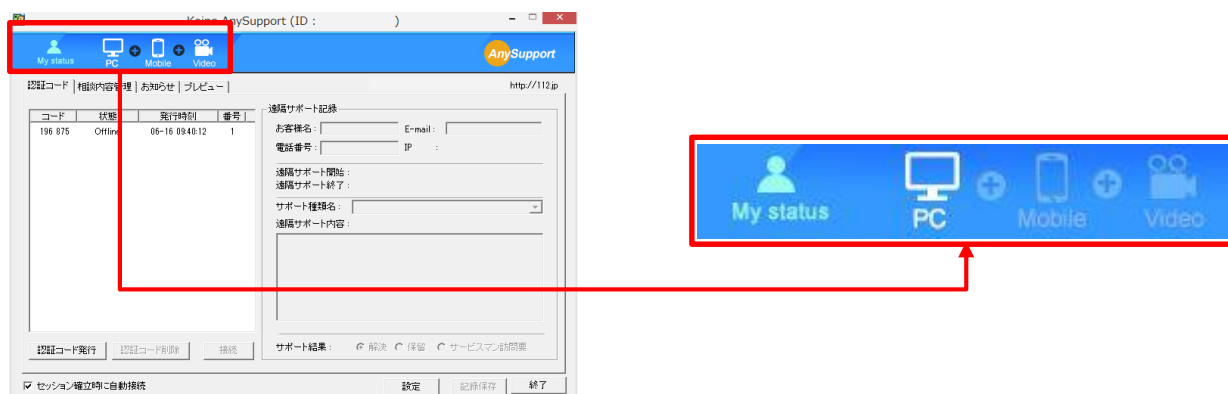 AnySupport (ID : )
My status PC Mobile Video
AnySupport
認証コード 相談内容管理 お知らせ プレビュー
http://112.jp
コード 状態 発行時刻 番号
196 875 Offline 06-16 09:40:12 1
認証コード発行 認証コード削除 接続
遠隔サポート記録
お客様名 : E-mail :
電話番号 : IP :
遠隔サポート開始 :
遠隔サポート終了 :
サポート種類名 :
遠隔サポート内容 :
サポート結果 : 解決 保留 サービスマン訪問要
セッション確立時に自動接続
設定 記録保存 終了
My status PC Mobile Video